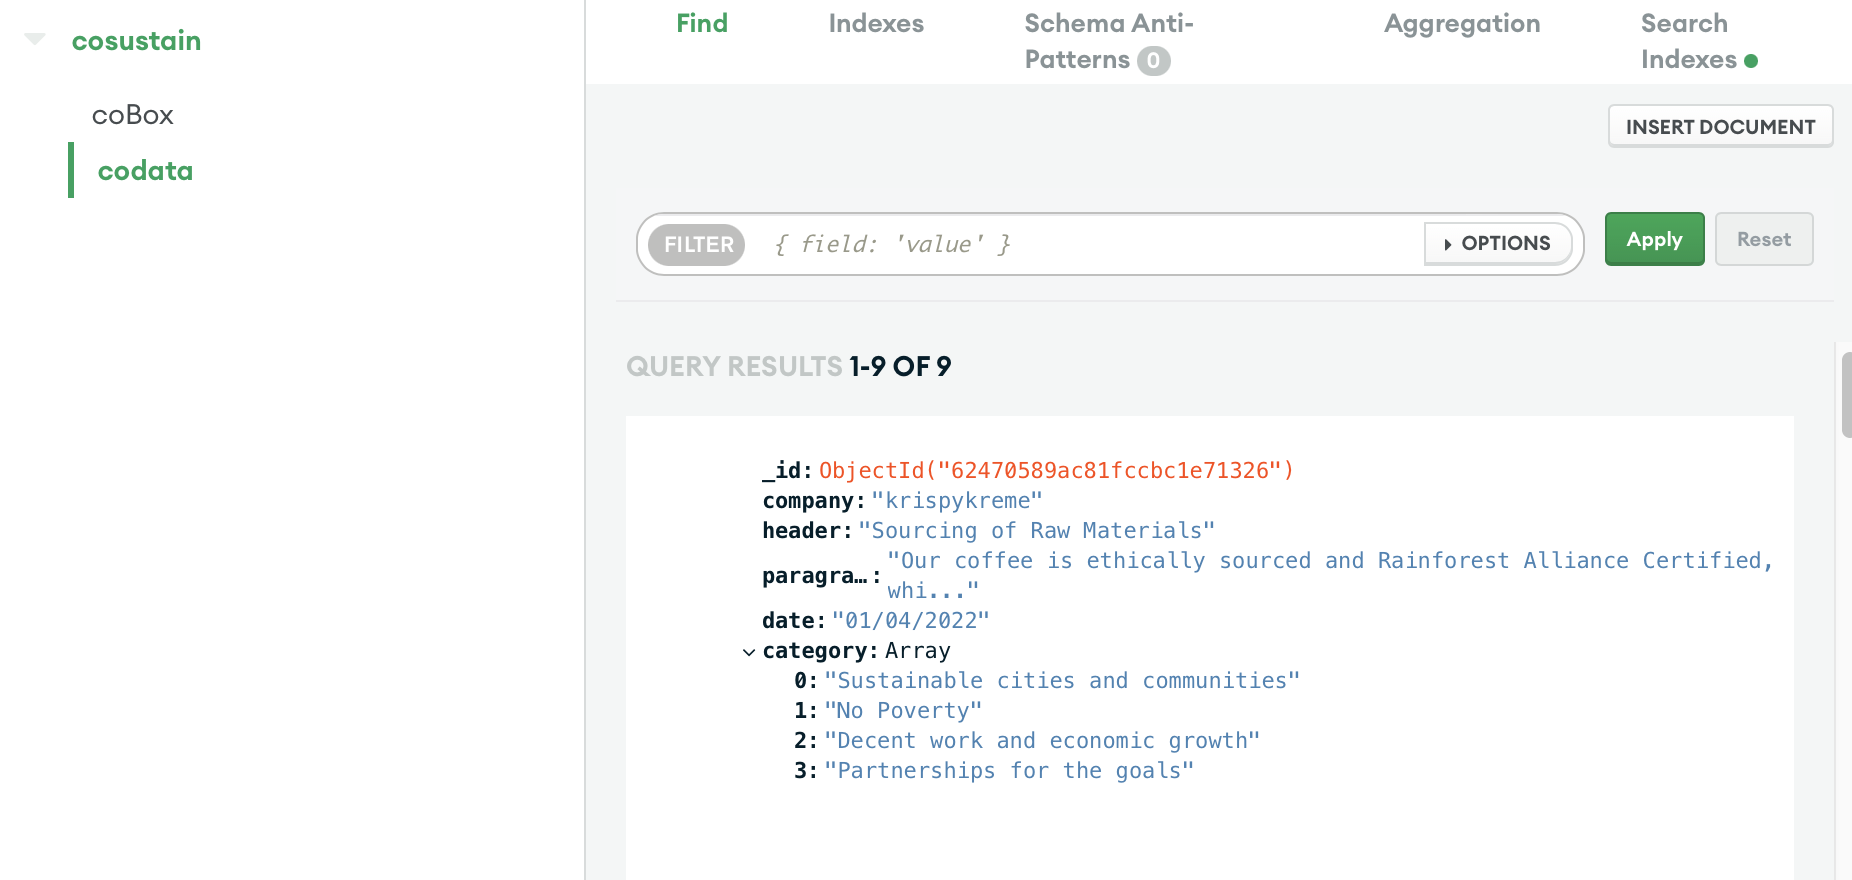 cosustain
coBox
codata
Find
Indexes
Schema Anti-
Patterns 0
Aggregation
Search
Indexes
INSERT DOCUMENT
FILTER { field: 'value' } OPTIONS Apply Reset
QUERY RESULTS 1-9 OF 9
_id: ObjectId("62470589ac81fccbc1e71326")
company: "krispykreme"
header: "Sourcing of Raw Materials"
paragra…: "Our coffee is ethically sourced and Rainforest Alliance Certified,
whi..."
date: "01/04/2022"
category: Array
0: "Sustainable cities and communities"
1: "No Poverty"
2: "Decent work and economic growth"
3: "Partnerships for the goals"